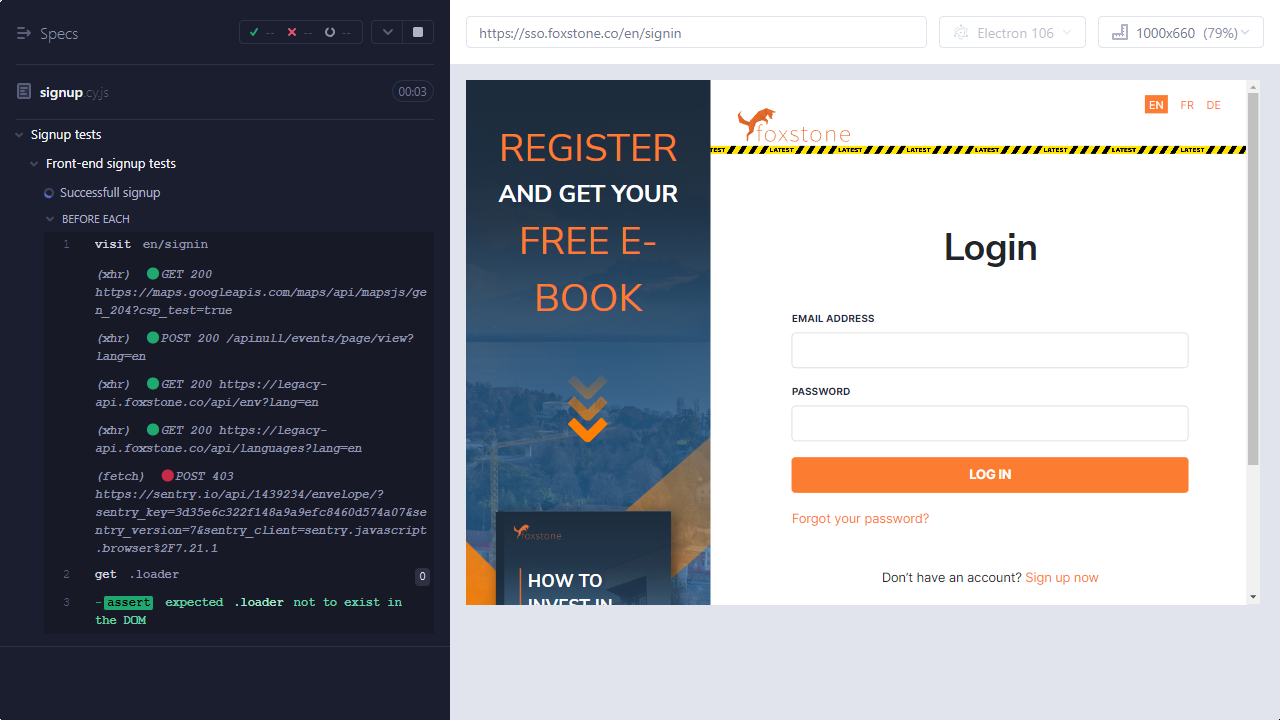 Specs
-- -- --
signup.cy.js
00:03
Signup tests
Front-end signup tests
Successfull signup
BEFORE EACH
1 visit en/signin
(xhr) GET 200
https://maps.googleapis.com/maps/api/mapsjs/ge
n_204?csp_test=true
(xhr) POST 200 /apinull/events/page/view?
lang=en
(xhr) GET 200 https://legacy-
api.foxstone.co/api/env?lang=en
(xhr) GET 200 https://legacy-
api.foxstone.co/api/languages?lang=en
(fetch) POST 403
https://sentry.io/api/1439234/envelope/?
sentry_key=3d35e6c322f148a9a9efc8460d574a07&se
ntry_version=7&sentry_client=sentry.javascript
.browser%2F7.21.1
2 get .loader 0
3 -assert expected .loader not to exist in
the DOM
https://sso.foxstone.co/en/signin
Electron 106
1000x660 (79%)
REGISTER
AND GET YOUR
FREE E-
BOOK
foxstone
HOW TO
INVEST IN
foxstone
EN FR DE
TEST LATEST LATEST LATEST LATEST LATEST LATEST LATEST
Login
EMAIL ADDRESS
PASSWORD
LOG IN
Forgot your password?
Don't have an account? Sign up now